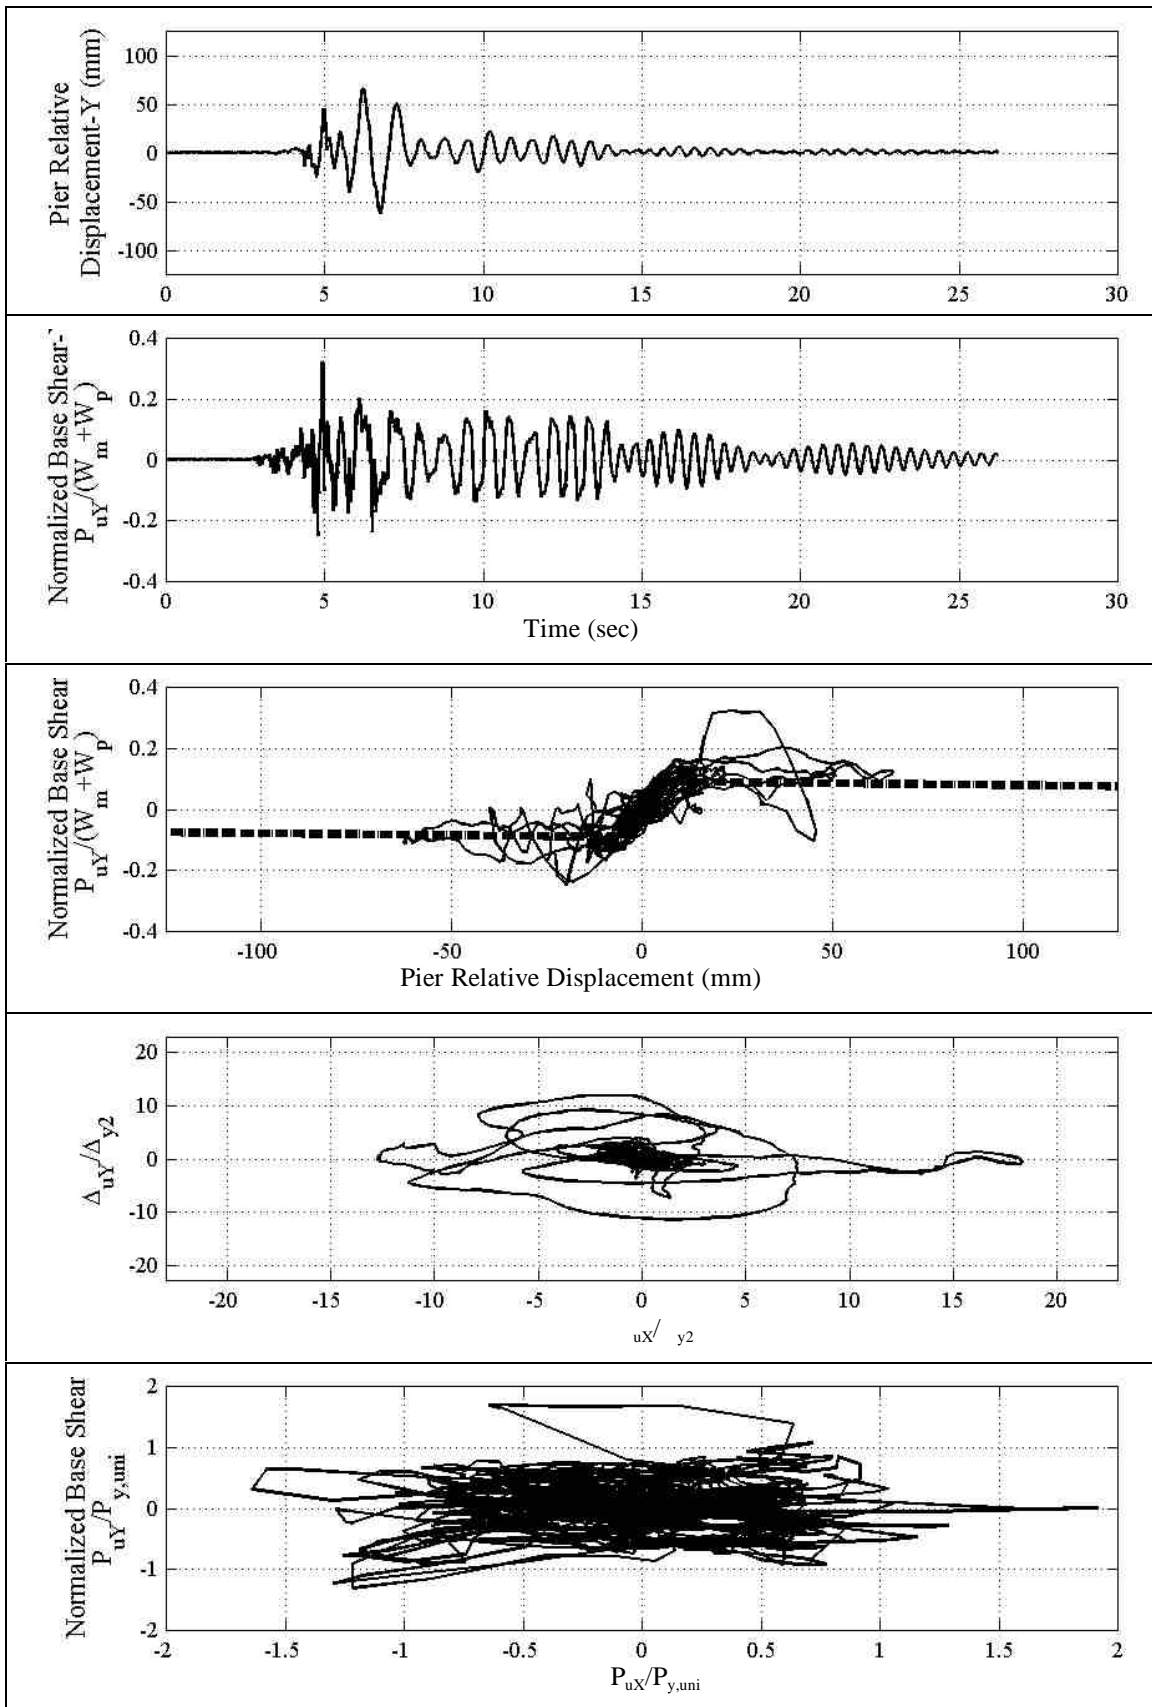 Pier Relative
Displacement-Y (mm)
100
50
0
-50
-100
0 5 10 15 20 25 30
Normalized Base Shear-
P_uY/(W_m+W_p)
0.4
0.2
0
-0.2
-0.4
0 5 10 15 20 25 30
Time (sec)
Normalized Base Shear
P_uY/(W_m+W_p)
0.4
0.2
0
-0.2
-0.4
-100 -50 0 50 100
Pier Relative Displacement (mm)
Δ_uY/Δ_y2
20
10
0
-10
-20
-20 -15 -10 -5 0 5 10 15 20
uX/ y2
Normalized Base Shear
P_uY/P_y,uni
2
1
0
-1
-2
-2 -1.5 -1 -0.5 0 0.5 1 1.5 2
P_uX/P_y,uni